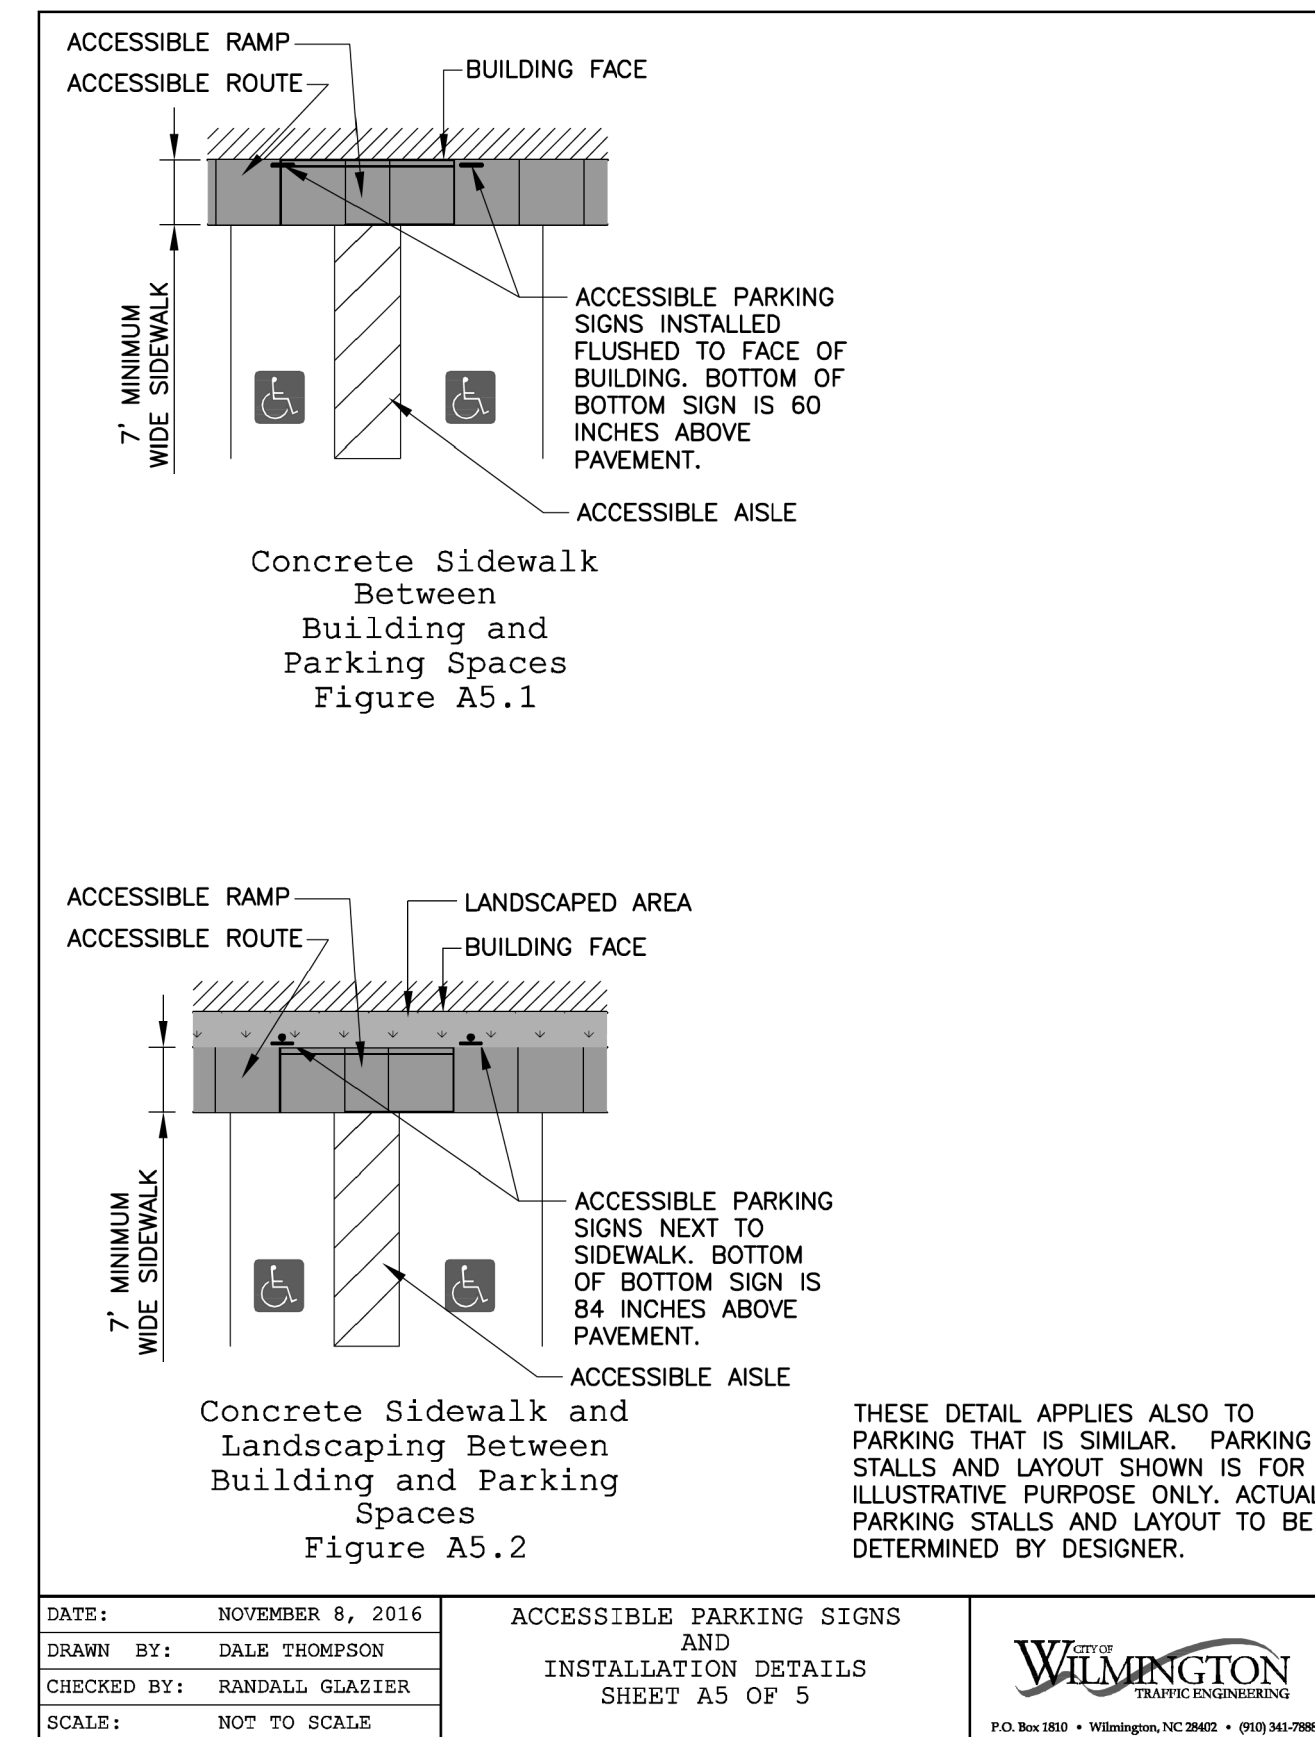 ACCESSIBLE RAMP
ACCESSIBLE ROUTE
BUILDING FACE
7' MINIMUM
WIDE SIDEWALK
ACCESSIBLE PARKING
SIGNS INSTALLED
FLUSHED TO FACE OF
BUILDING. BOTTOM OF
BOTTOM SIGN IS 60
INCHES ABOVE
PAVEMENT.
ACCESSIBLE AISLE
Concrete Sidewalk
Between
Building and
Parking Spaces
Figure A5.1
ACCESSIBLE RAMP
ACCESSIBLE ROUTE
LANDSCAPED AREA
BUILDING FACE
7' MINIMUM
WIDE SIDEWALK
ACCESSIBLE PARKING
SIGNS NEXT TO
SIDEWALK. BOTTOM
OF BOTTOM SIGN IS
84 INCHES ABOVE
PAVEMENT.
ACCESSIBLE AISLE
Concrete Sidewalk and
Landscaping Between
Building and Parking
Spaces
Figure A5.2
THESE DETAIL APPLIES ALSO TO
PARKING THAT IS SIMILAR. PARKING
STALLS AND LAYOUT SHOWN IS FOR
ILLUSTRATIVE PURPOSE ONLY. ACTUAL
PARKING STALLS AND LAYOUT TO BE
DETERMINED BY DESIGNER.
DATE: NOVEMBER 8, 2016
DRAWN BY: DALE THOMPSON
CHECKED BY: RANDALL GLAZIER
SCALE: NOT TO SCALE
ACCESSIBLE PARKING SIGNS
AND
INSTALLATION DETAILS
SHEET A5 OF 5
CITY OF
WILMINGTON
TRAFFIC ENGINEERING
P.O. Box 1810 • Wilmington, NC 28402 • (910) 341-7888